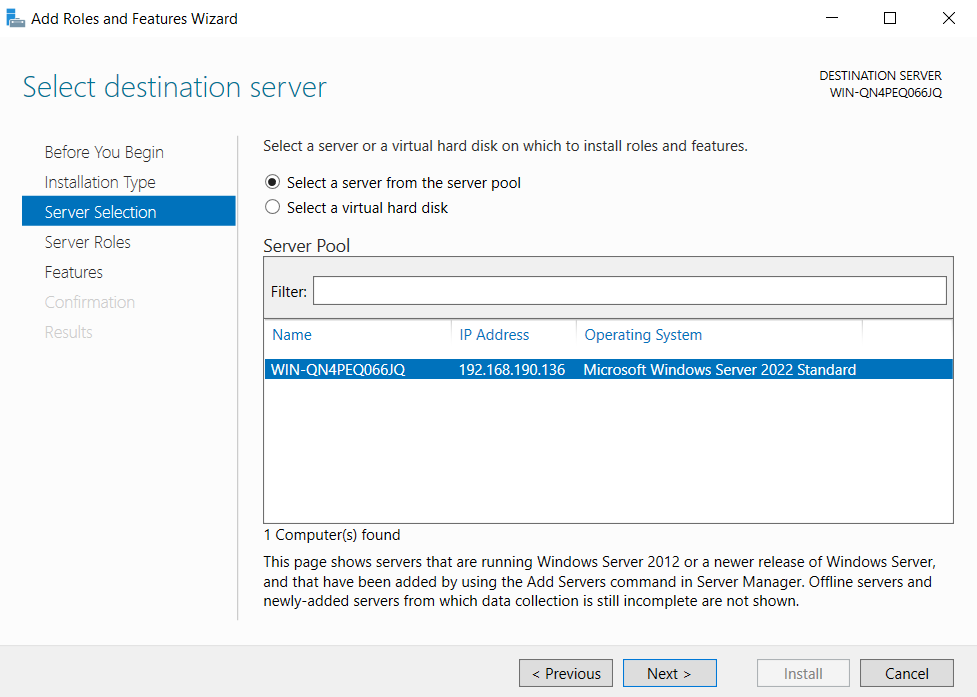 Add Roles and Features Wizard
Select destination server
DESTINATION SERVER
WIN-QN4PEQ066JQ
Before You Begin
Installation Type
Server Selection
Server Roles
Features
Confirmation
Results
Select a server or a virtual hard disk on which to install roles and features.
Select a server from the server pool
Select a virtual hard disk
Server Pool
Filter:
Name IP Address Operating System
WIN-QN4PEQ066JQ 192.168.190.136 Microsoft Windows Server 2022 Standard
1 Computer(s) found
This page shows servers that are running Windows Server 2012 or a newer release of Windows Server,
and that have been added by using the Add Servers command in Server Manager. Offline servers and
newly-added servers from which data collection is still incomplete are not shown.
< Previous Next > Install Cancel